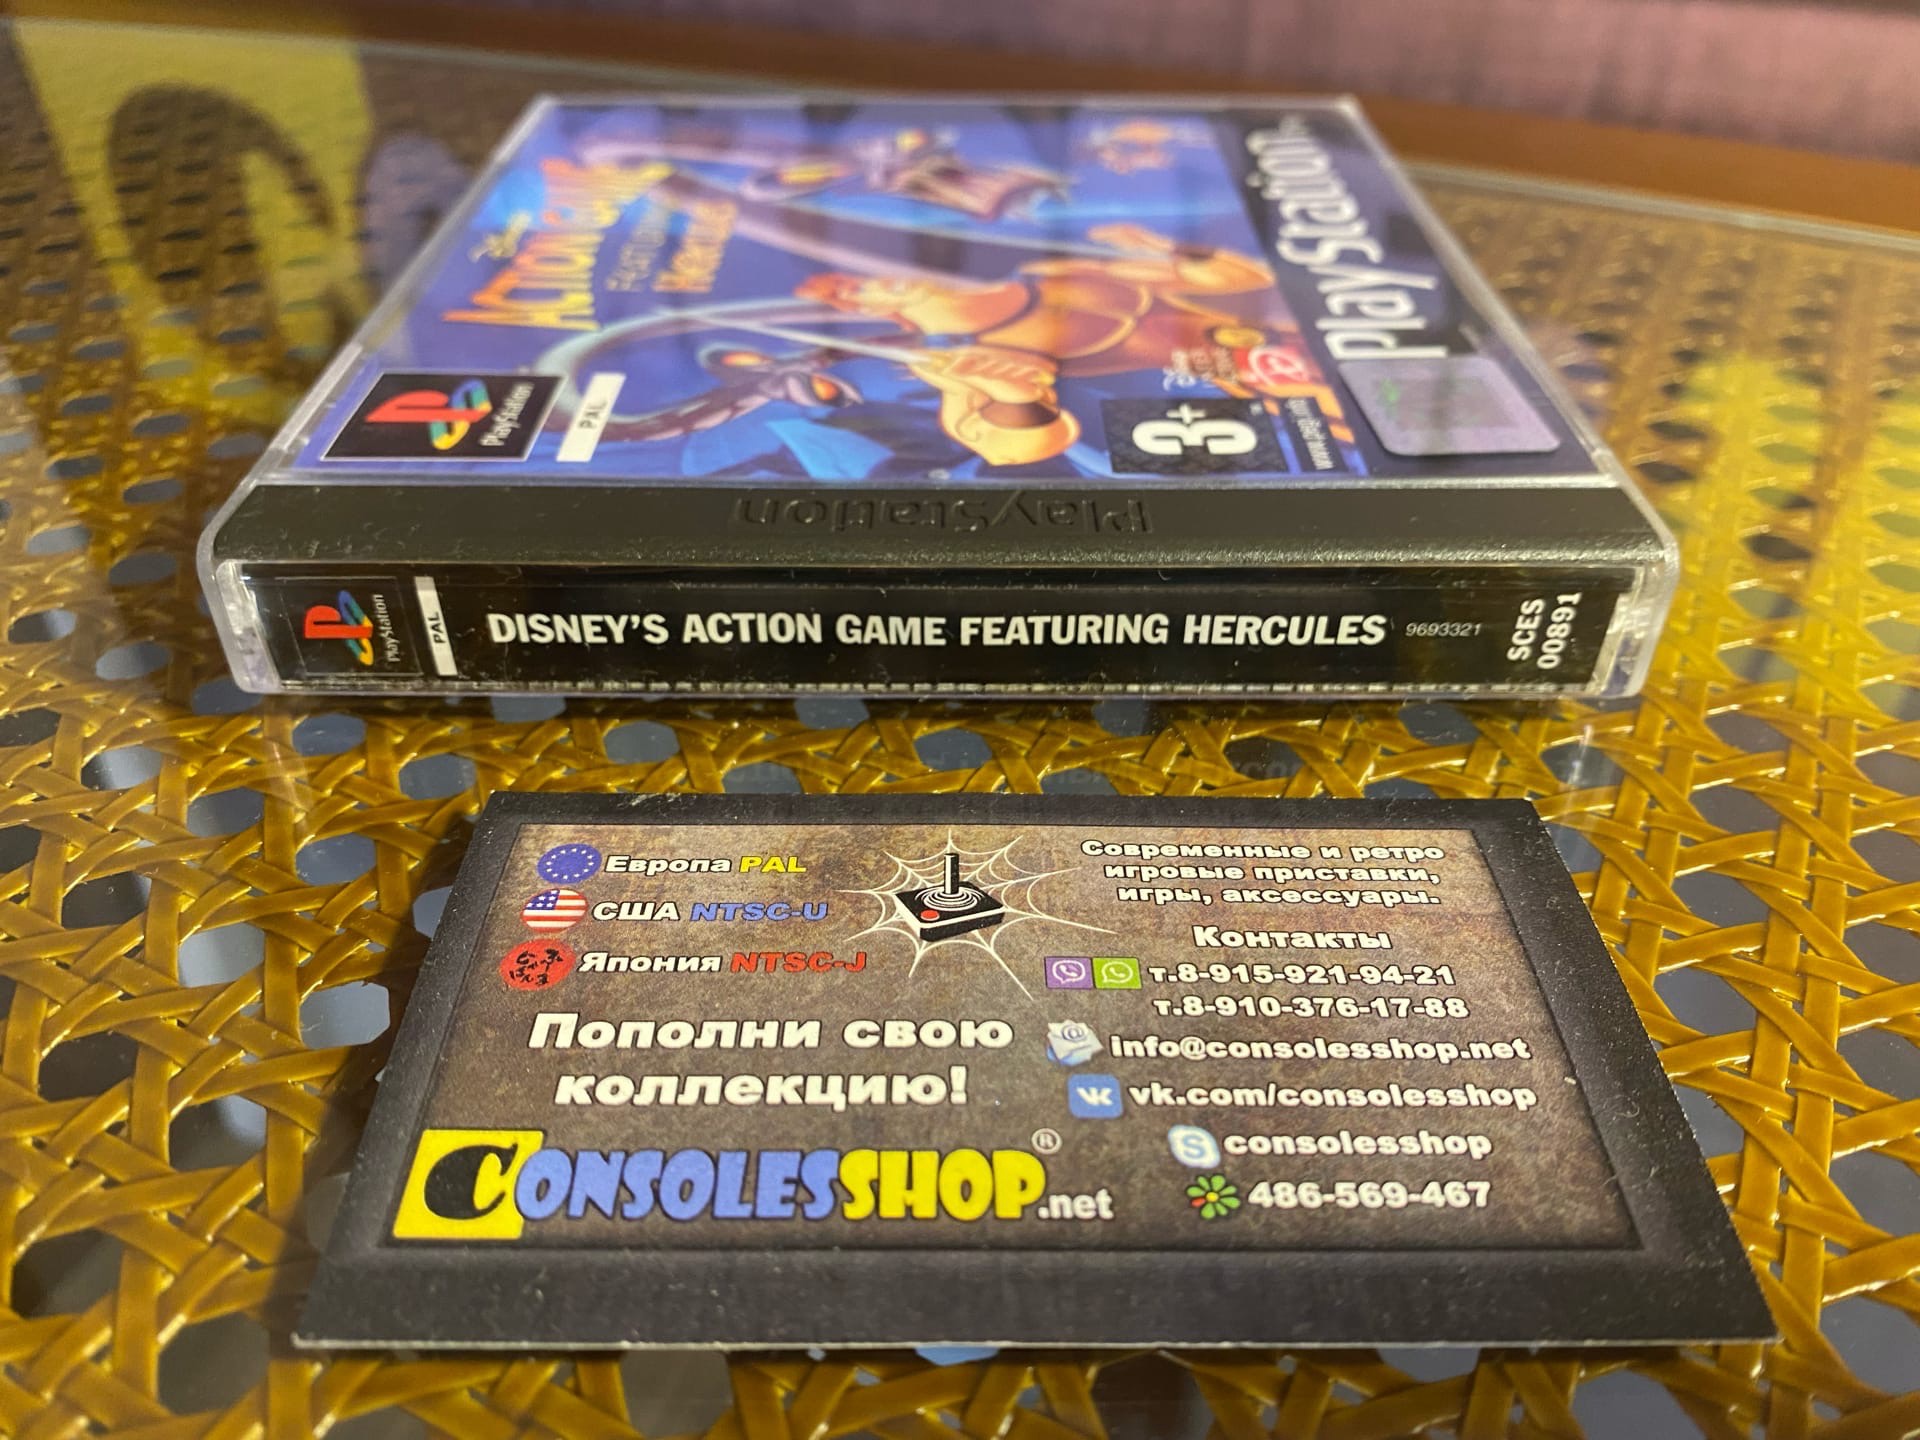 Disney's
ACTION GAME
FEATURING
Hercules
PlayStation
PlayStation
PAL
3+
PlayStation
PlayStation
PAL
DISNEY'S ACTION GAME FEATURING HERCULES
9693321
SCES
00891
Европа PAL
США NTSC-U
Япония NTSC-J
Пополни свою
коллекцию!
CONSOLESSHOP®.net
Современные и ретро
игровые приставки,
игры, аксессуары.
Контакты
т.8-915-921-94-21
т.8-910-376-17-88
info@consolesshop.net
vk.com/consolesshop
consolesshop
486-569-467